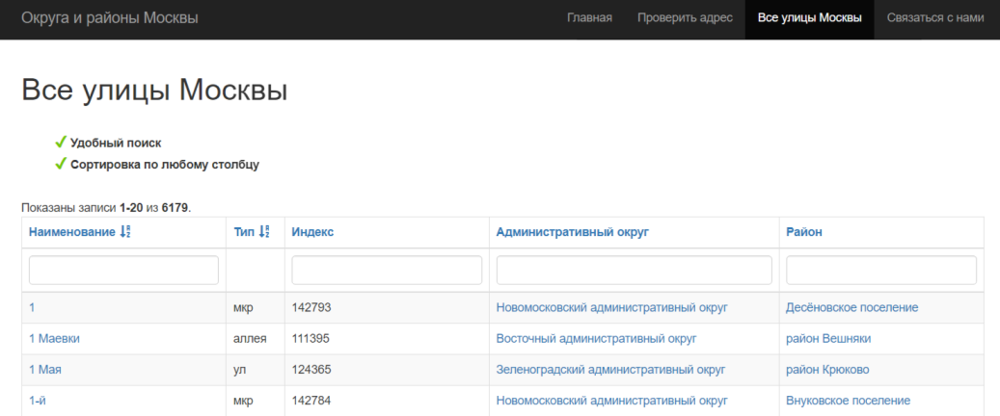 Округа и районы Москвы Главная Проверить адрес Все улицы Москвы Связаться с нами
Все улицы Москвы
Удобный поиск
Сортировка по любому столбцу
Показаны записи 1-20 из 6179.
Наименование Тип Индекс Административный округ Район
1 мкр 142793 Новомосковский административный округ Десёновское поселение
1 Маевки аллея 111395 Восточный административный округ район Вешняки
1 Мая ул 124365 Зеленоградский административный округ район Крюково
1-й мкр 142784 Новомосковский административный округ Внуковское поселение